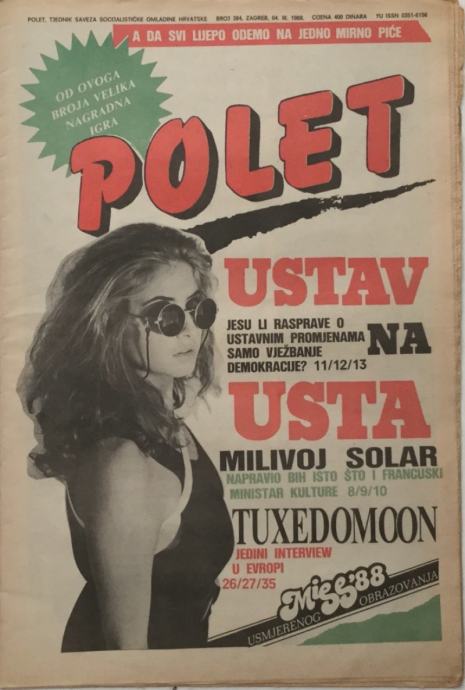 POLET, TJEDNIK SAVEZA SOCIJALISTIČKE OMLADINE HRVATSKE BROJ 384, ZAGREB, 04. III. 1988. CIJENA 400 DINARA YU ISSN 0351-6156
A DA SVI LIJEPO ODEMO NA JEDNO MIRNO PIĆE
OD OVOGA
BROJA VELIKA
NAGRADNA
IGRA
POLET
USTAV
JESU LI RASPRAVE O
USTAVNIM PROMJENAMA
SAMO VJEŽBANJE
DEMOKRACIJE? 11/12/13
NA
USTA
MILIVOJ SOLAR
NAPRAVIO BIH ISTO ŠTO I FRANCUSKI
MINISTAR KULTURE 8/9/10
TUXEDOMOON
JEDINI INTERVIEW
U EVROPI
26/27/35
Miss'88
USMJERENOG OBRAZOVANJA